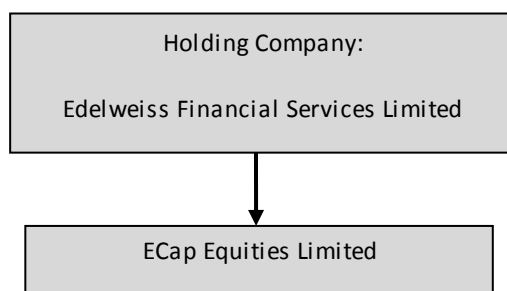 Holding Company:
Edelweiss Financial Services Limited
ECap Equities Limited